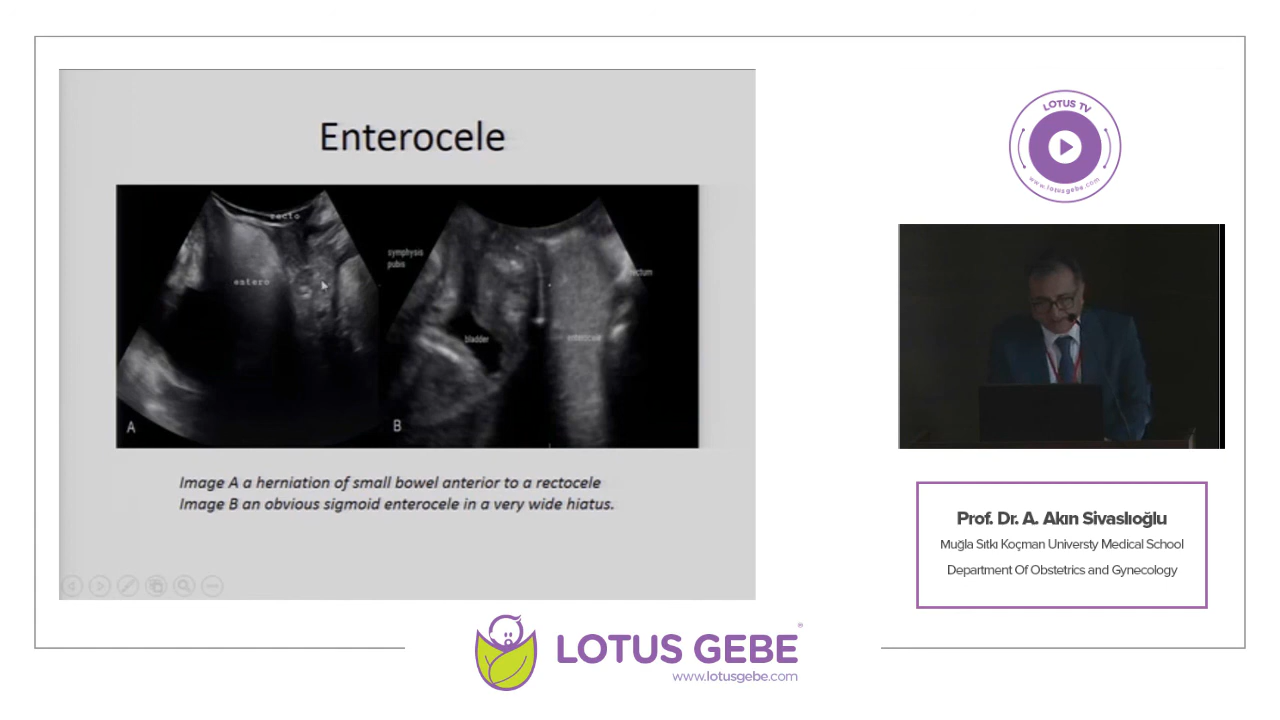 LOTUS TV
www.lotusgebe.com
Enterocele
recto
entero
A
symphysis
pubis
bladder
enterocele
B
Image A a herniation of small bowel anterior to a rectocele
Image B an obvious sigmoid enterocele in a very wide hiatus.
Prof. Dr. A. Akın Sivaslıoğlu
Muğla Sıtkı Koçman Universty Medical School
Department Of Obstetrics and Gynecology
LOTUS GEBE
®
www.lotusgebe.com